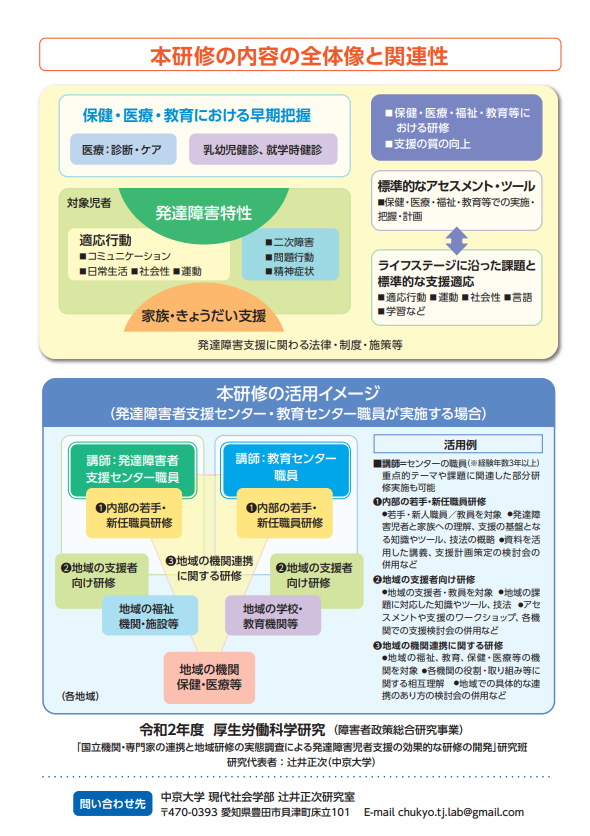 本研修の内容の全体像と関連性
保健・医療・教育における早期把握
医療：診断・ケア
乳幼児健診、就学時健診
■保健・医療・福祉・教育等に
おける研修
■支援の質の向上
対象児者
発達障害特性
適応行動
■コミュニケーション
■日常生活 ■社会性 ■運動
■二次障害
■問題行動
■精神症状
家族・きょうだい支援
標準的なアセスメント・ツール
■保健・医療・福祉・教育等での実施・
把握・計画
ライフステージに沿った課題と
標準的な支援適応
■適応行動 ■運動 ■社会性 ■言語
■学習など
発達障害支援に関わる法律・制度・施策等
本研修の活用イメージ
（発達障害者支援センター・教育センター職員が実施する場合）
講師：発達障害者
支援センター職員
講師：教育センター
職員
❶内部の若手・
新任職員研修
❶内部の若手・
新任職員研修
❷地域の支援者
向け研修
❸地域の機関連携
に関する研修
❷地域の支援者
向け研修
地域の福祉
機関・施設等
地域の学校・
教育機関等
地域の機関
保健・医療等
（各地域）
活用例
■講師＝センターの職員（※経験年数3年以上）
重点的テーマや課題に関連した部分研
修実施も可能
❶内部の若手・新任職員研修
●若手・新人職員／教員を対象 ●発達障
害児者と家族への理解、支援の基盤とな
る知識やツール、技法の概略 ●資料を活
用した講義、支援計画策定の検討会の
併用など
❷地域の支援者向け研修
●地域の支援者・教員を対象 ●地域の課
題に対応した知識やツール、技法 ●アセ
スメントや支援のワークショップ、各機
関での支援検討会の併用など
❸地域の機関連携に関する研修
●地域の福祉、教育、保健・医療等の機
関を対象 ●各機関の役割・取り組み等に
関する相互理解 ●地域での具体的な連
携のあり方の検討会の併用など
令和2年度 厚生労働科学研究（障害者政策総合研究事業）
「国立機関・専門家の連携と地域研修の実態調査による発達障害児者支援の効果的な研修の開発」研究班
研究代表者：辻井正次（中京大学）
問い合わせ先
中京大学 現代社会学部 辻井正次研究室
〒470-0393 愛知県豊田市貝津町床立101 E-mail chukyo.tj.lab@gmail.com